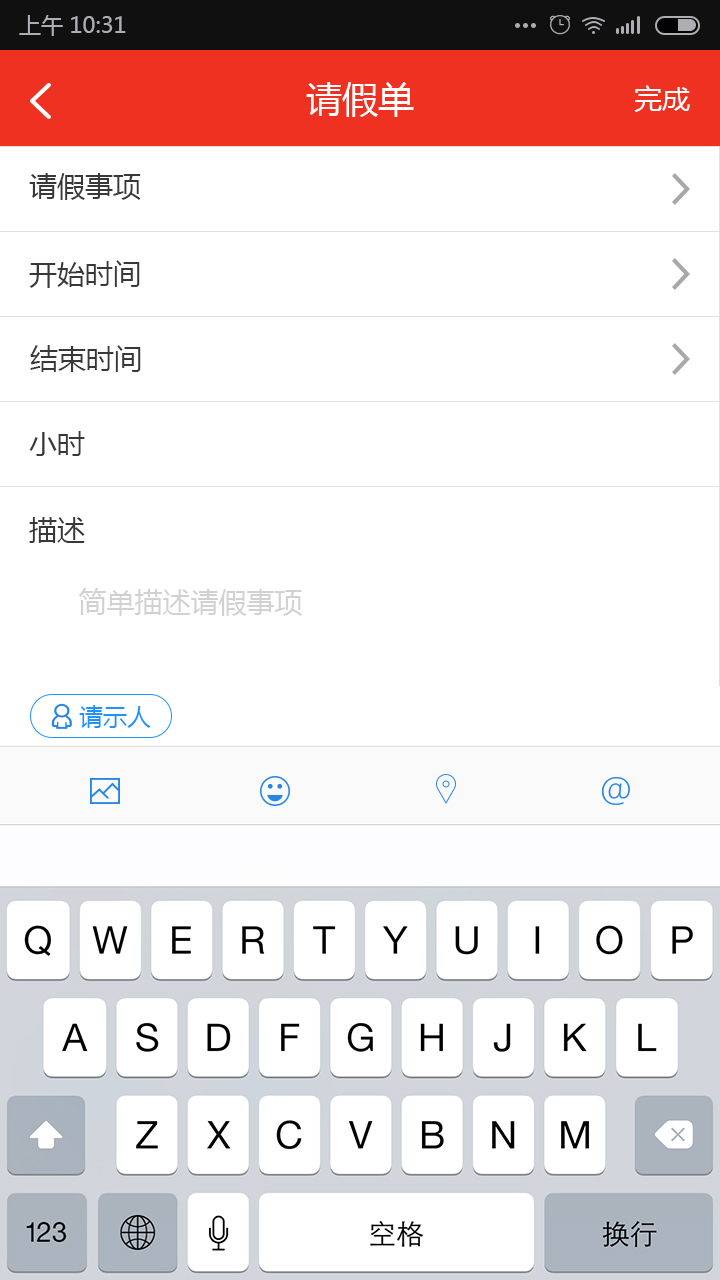 上午 10:31
请假单 完成
请假事项
开始时间
结束时间
小时
描述
简单描述请假事项
请示人
@
Q W E R T Y U I O P
A S D F G H J K L
Z X C V B N M
123 空格 换行